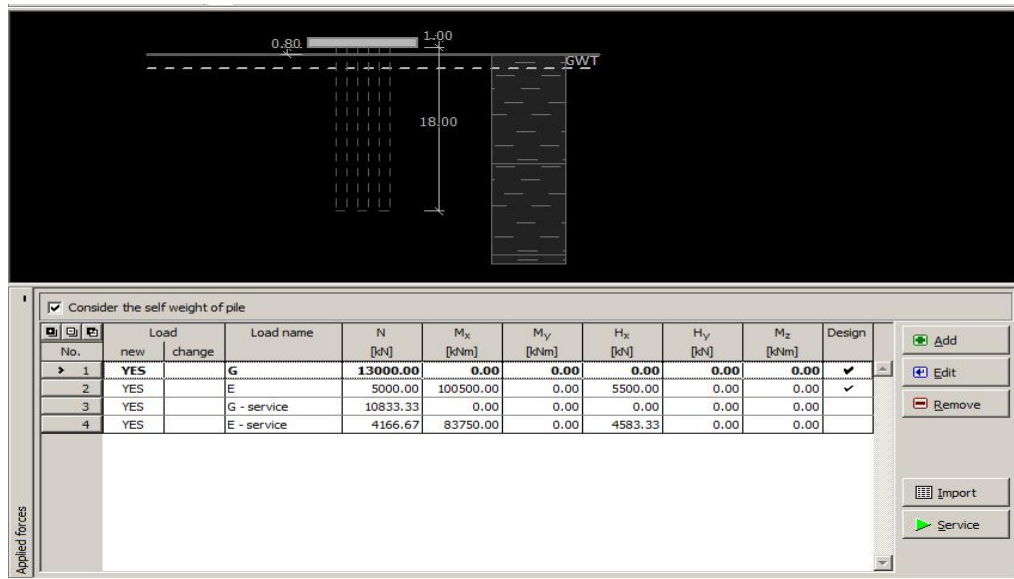 0.80
1.00
GWT
18.00
Consider the self weight of pile
No. Load Load name N Mx My Hx Hy Mz Design
new change [kN] [kNm] [kNm] [kN] [kN] [kNm]
1 YES G 13000.00 0.00 0.00 0.00 0.00 0.00
2 YES E 5000.00 100500.00 0.00 5500.00 0.00 0.00
3 YES G - service 10833.33 0.00 0.00 0.00 0.00 0.00
4 YES E - service 4166.67 83750.00 0.00 4583.33 0.00 0.00
Add
Edit
Remove
Import
Service
Applied forces